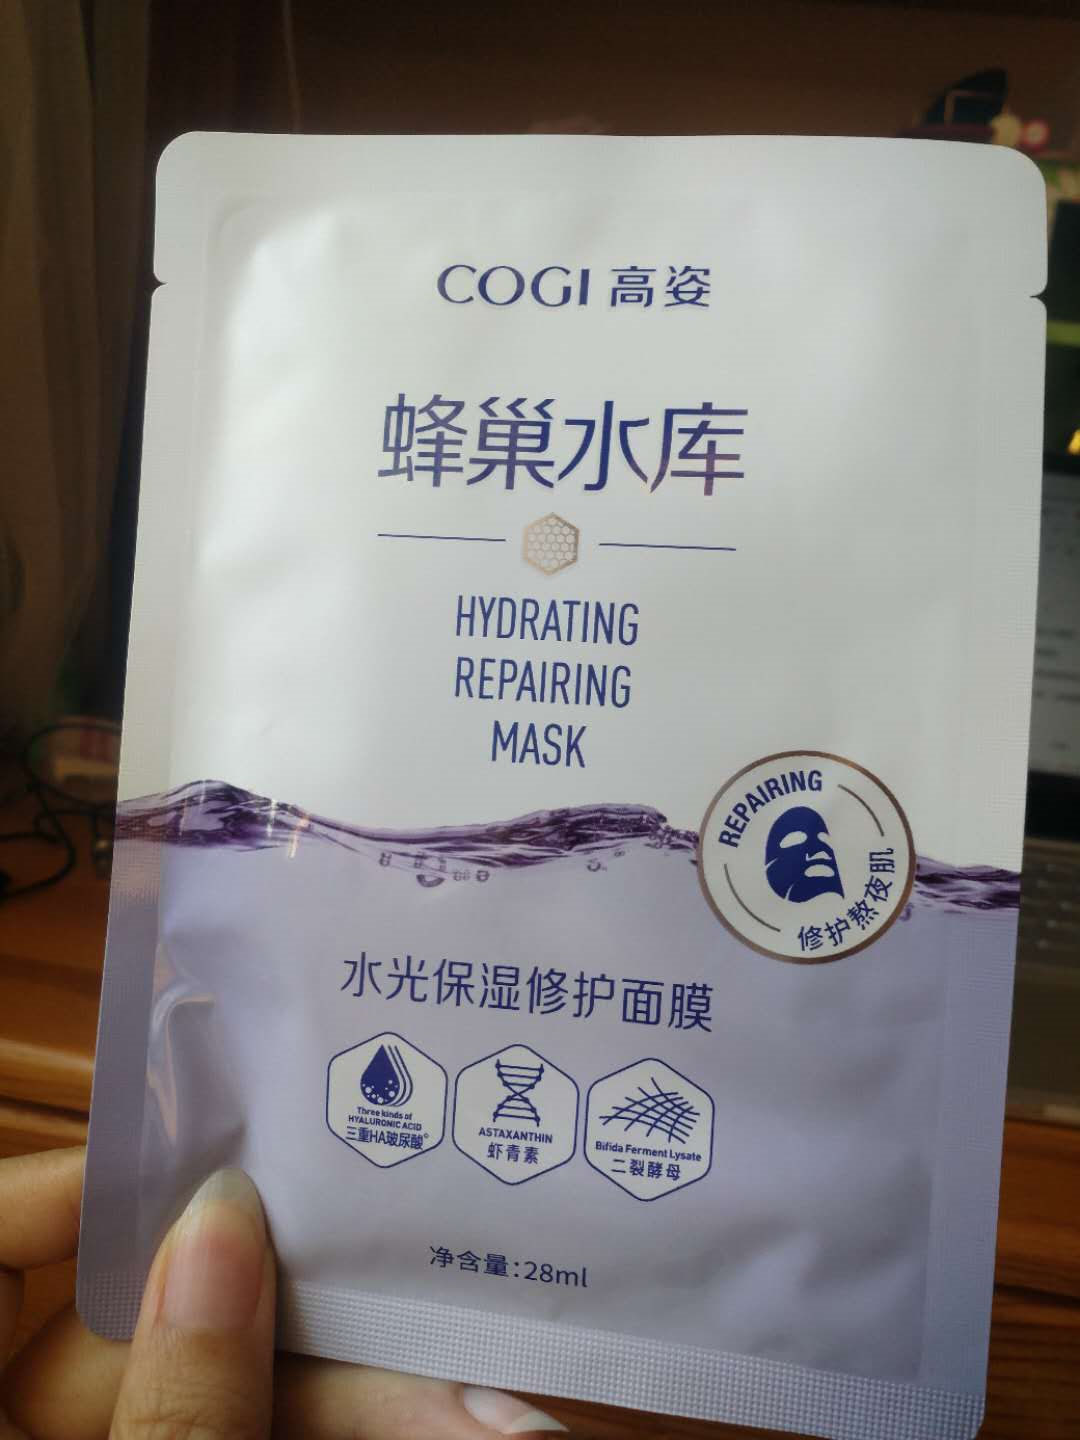 COGI 高姿
蜂巢水库
HYDRATING
REPAIRING
MASK
REPAIRING
修护熬夜肌
水光保湿修护面膜
Three kinds of
HYALURONIC ACID
三重HA玻尿酸°
ASTAXANTHIN
虾青素
Bifida Ferment Lysate
二裂酵母
净含量:28ml